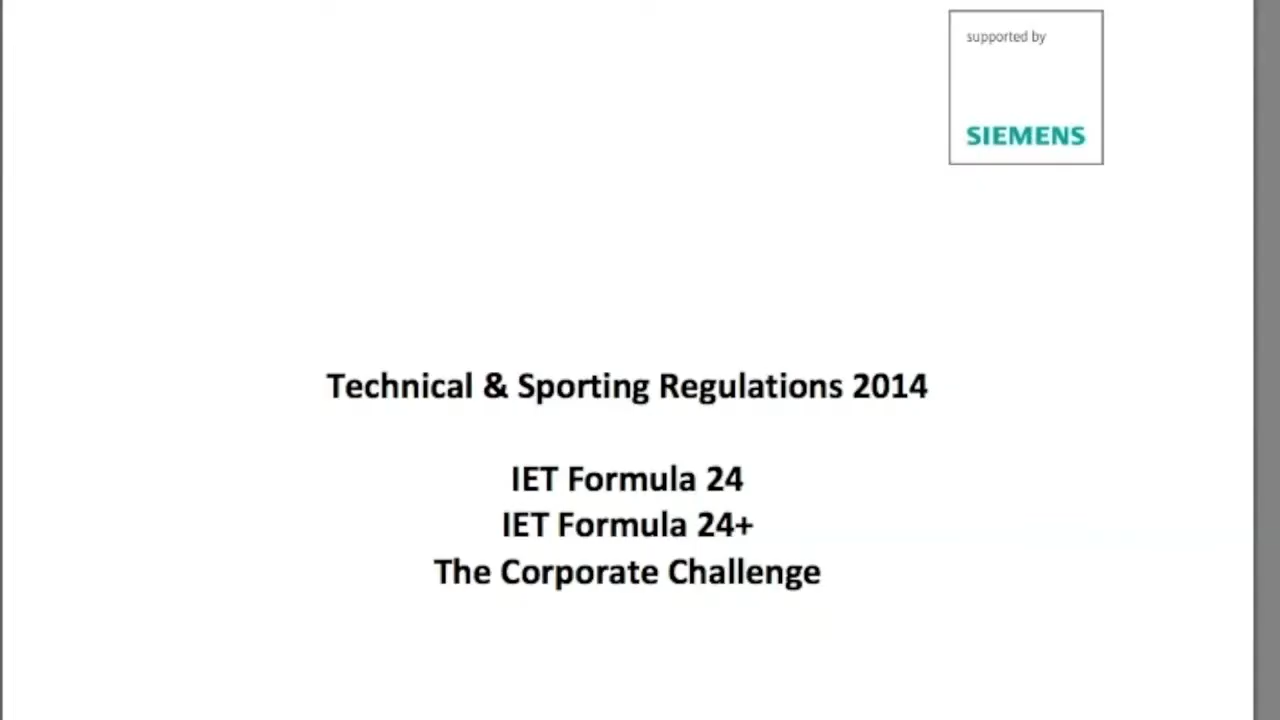 supported by
SIEMENS
Technical & Sporting Regulations 2014
IET Formula 24
IET Formula 24+
The Corporate Challenge